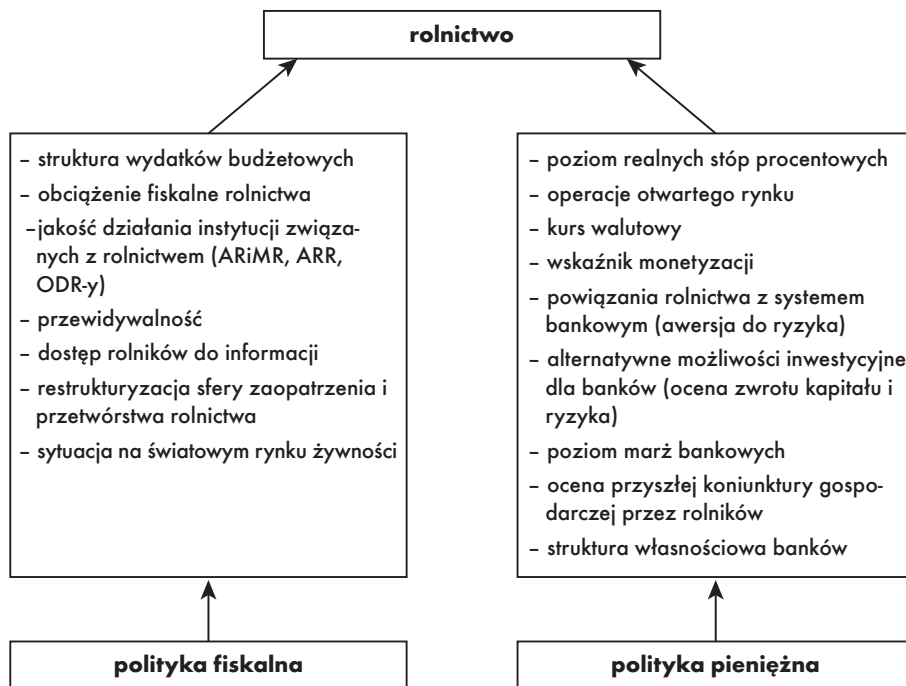 rolnictwo
– struktura wydatków budżetowych
– obciążenie fiskalne rolnictwa
–jakość działania instytucji związa-
nych z rolnictwem (ARiMR, ARR,
ODR-y)
– przewidywalność
– dostęp rolników do informacji
– restrukturyzacja sfery zaopatrzenia i
przetwórstwa rolnictwa
– sytuacja na światowym rynku żywności
– poziom realnych stóp procentowych
– operacje otwartego rynku
– kurs walutowy
– wskaźnik monetyzacji
– powiązania rolnictwa z systemem
bankowym (awersja do ryzyka)
– alternatywne możliwości inwestycyjne
dla banków (ocena zwrotu kapitału i
ryzyka)
– poziom marż bankowych
– ocena przyszłej koniunktury gospo-
darczej przez rolników
– struktura własnościowa banków
polityka fiskalna
polityka pieniężna